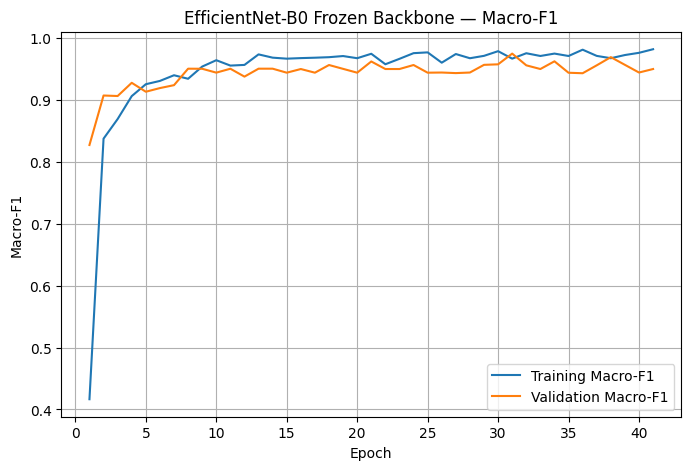 EfficientNet-B0 Frozen Backbone — Macro-F1
1.0
0.9
0.8
0.7
0.6
0.5
0.4
Macro-F1
0 5 10 15 20 25 30 35 40
Epoch
Training Macro-F1
Validation Macro-F1